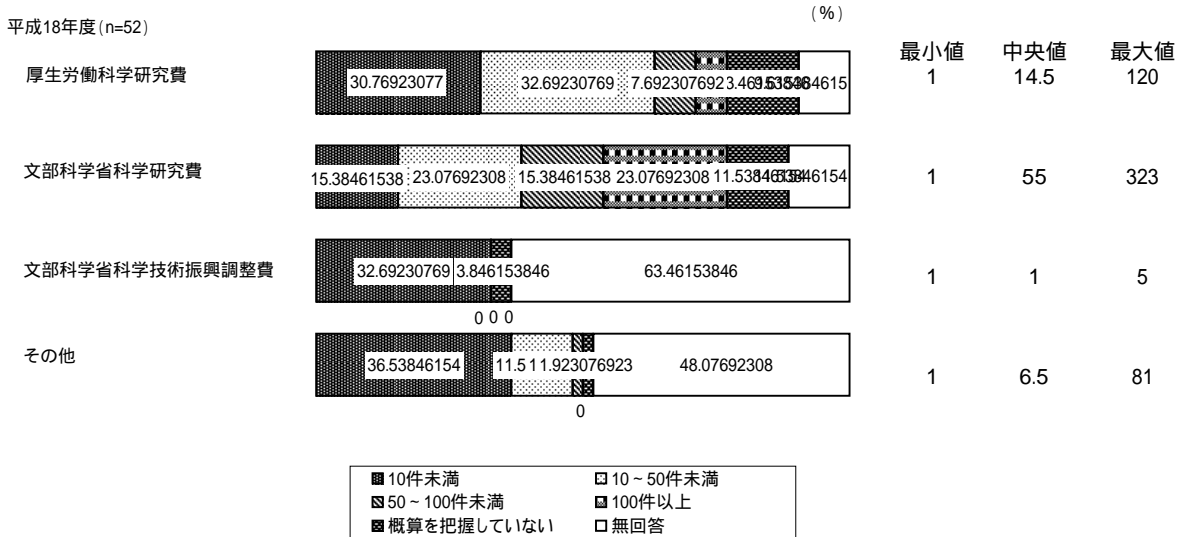 (%)
平成18年度(n=52)
最小値 中央値 最大値
厚生労働科学研究費 30.76923077 32.69230769 7.692307692 1 14.5 120
文部科学省科学研究費 15.38461538 23.07692308 15.38461538 23.07692308 1 55 323
文部科学省科学技術振興調整費 32.69230769 3.846153846 63.46153846 1 1 5
0 0 0
その他 36.53846154 11.5 11.923076923 48.07692308 1 6.5 81
0
10件未満 10~50件未満
50~100件未満 100件以上
概算を把握していない 無回答